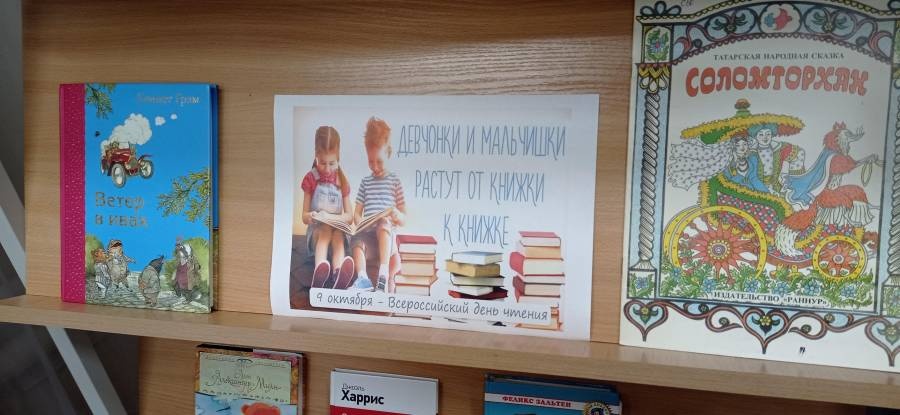 Кеннет Грэм
Ветер
в ивах
ДЕВЧОНКИ И МАЛЬЧИШКИ
РАСТУТ ОТ КНИЖКИ
К КНИЖКЕ
9 октября - Всероссийский день чтения
ТАТАРСКАЯ НАРОДНАЯ СКАЗКА
СОЛОМТОРХАН
ИЗДАТЕЛЬСТВО «РАННУР»
Александр Милн
Джоэль
Харрис
ФЕЛИКС ЗАЛЬТЕН